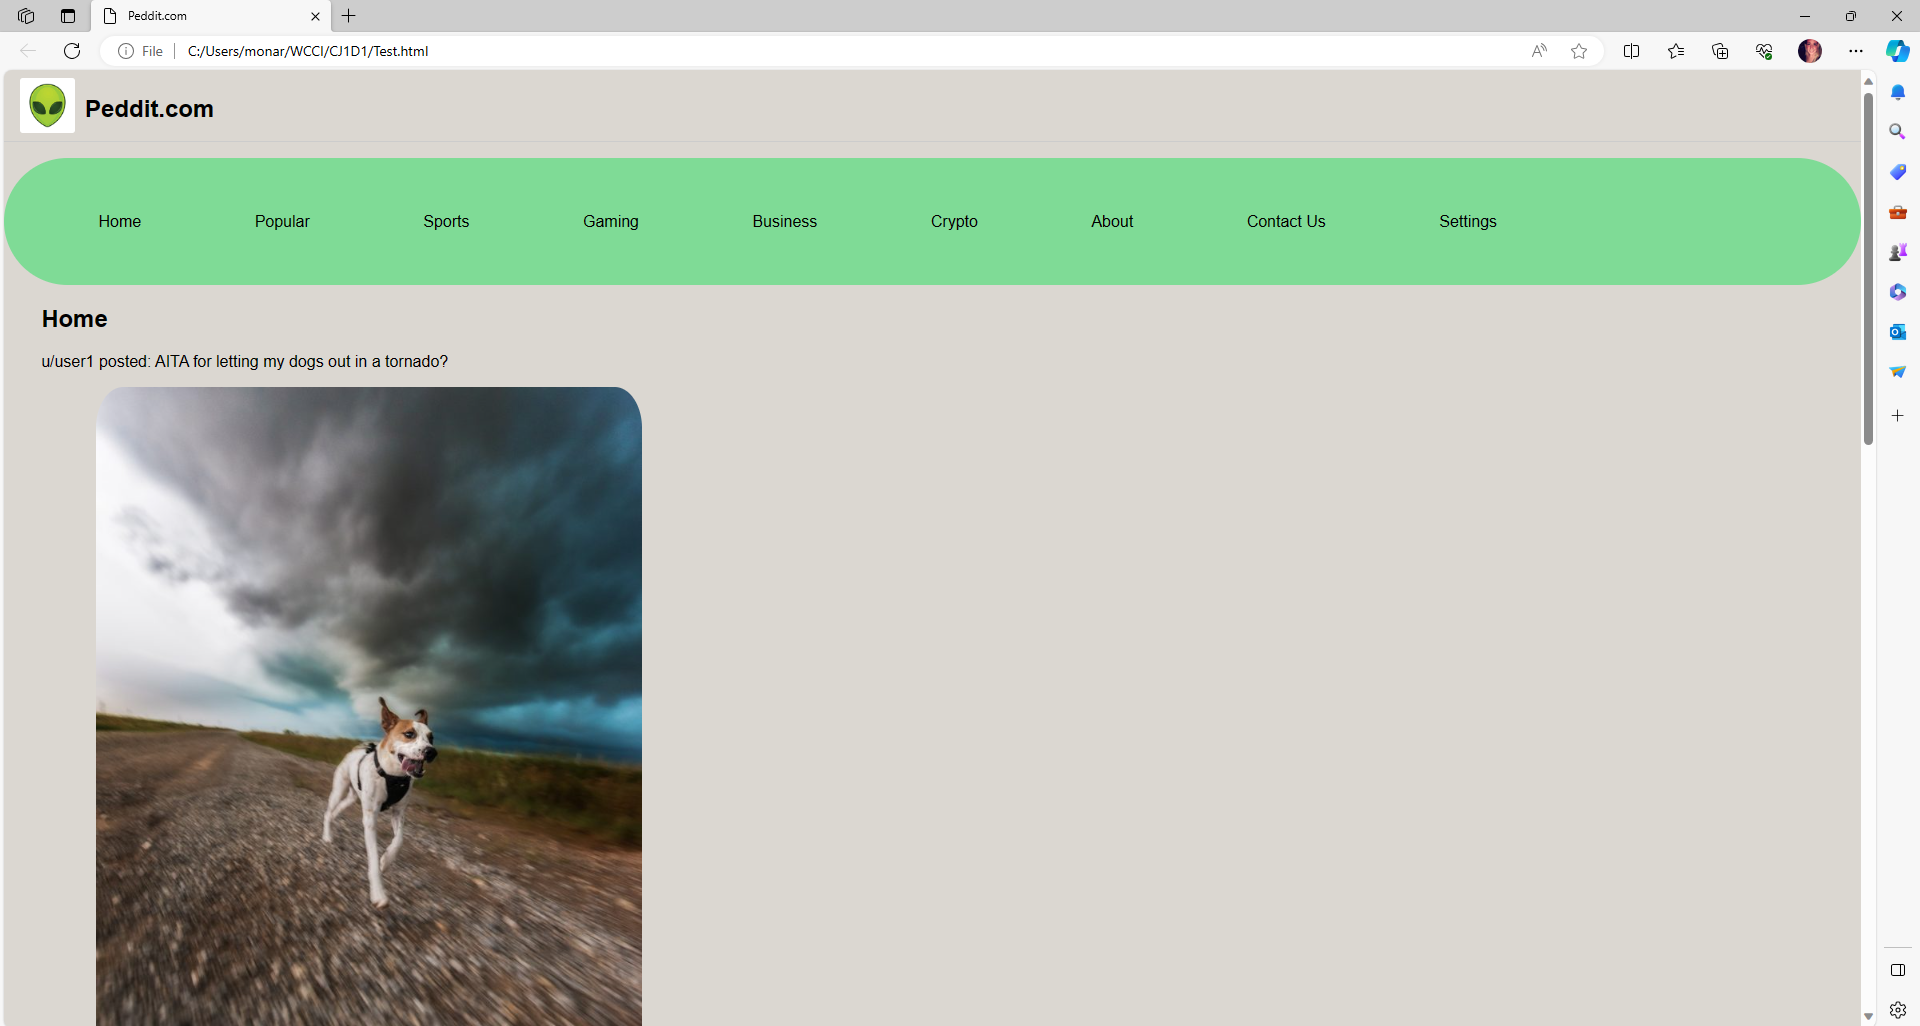 Peddit.com
File C:/Users/monar/WCCI/CJ1D1/Test.html
Peddit.com
Home Popular Sports Gaming Business Crypto About Contact Us Settings
Home
u/user1 posted: AITA for letting my dogs out in a tornado?